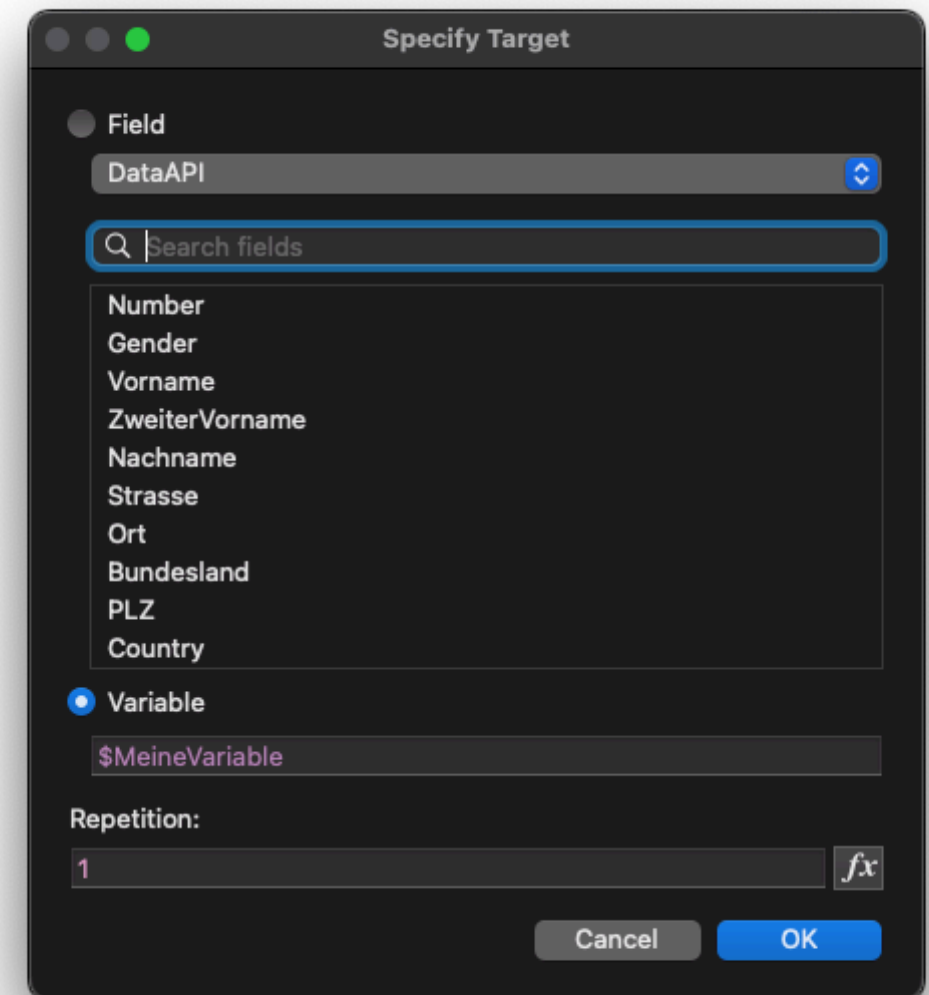 Specify Target
Field
DataAPI
Search fields
Number
Gender
Vorname
ZweiterVorname
Nachname
Strasse
Ort
Bundesland
PLZ
Country
Variable
$MeineVariable
Repetition:
1
fx
Cancel OK